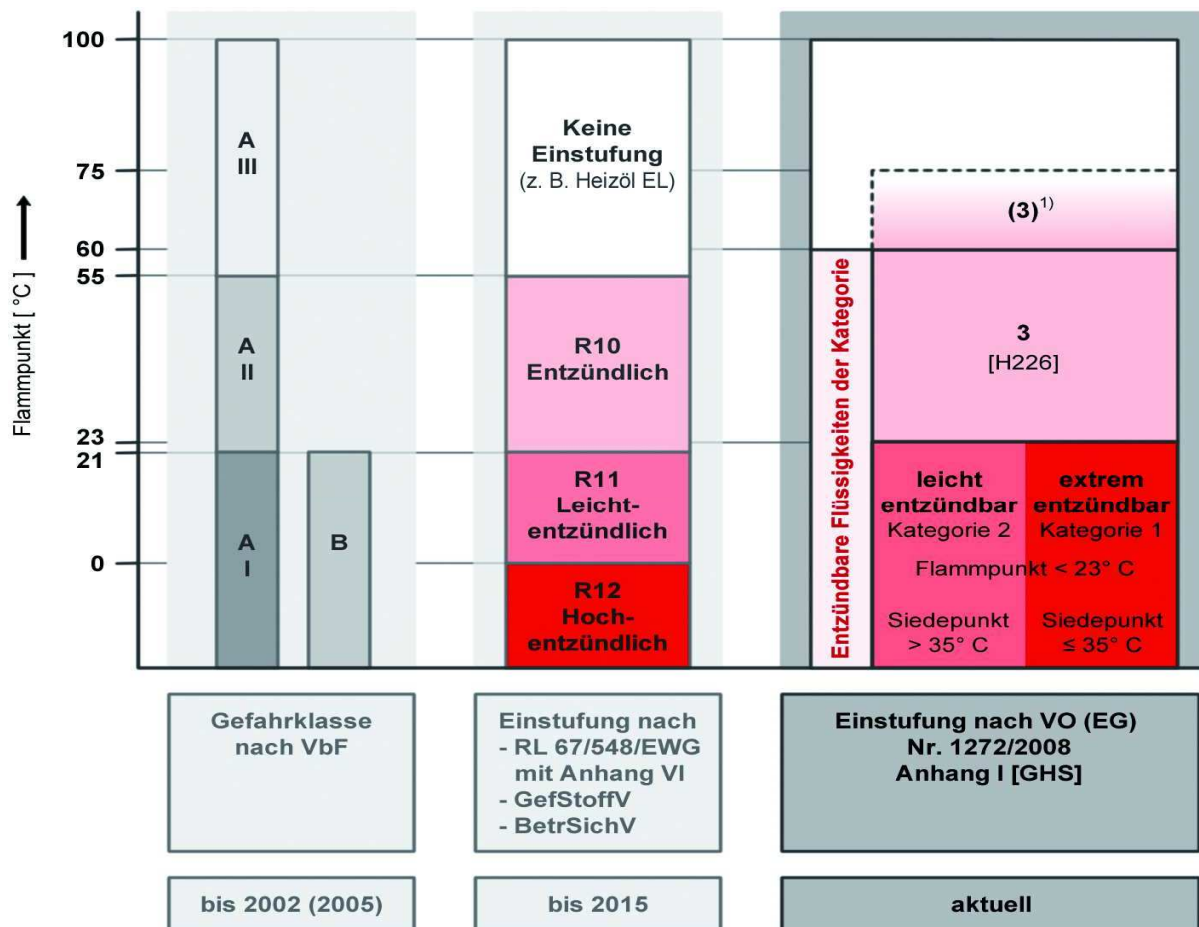 Flammpunkt [ °C ]
100
75
60
55
23
21
0
A
III
A
II
A
I
B
Keine
Einstufung
(z. B. Heizöl EL)
R10
Entzündlich
R11
Leicht-
entzündlich
R12
Hoch-
entzündlich
Entzündbare Flüssigkeiten der Kategorie
(3)1)
3
[H226]
leicht
entzündbar
Kategorie 2
extrem
entzündbar
Kategorie 1
Flammpunkt < 23° C
Siedepunkt
> 35° C
Siedepunkt
≤ 35° C
Gefahrklasse
nach VbF
Einstufung nach
- RL 67/548/EWG
mit Anhang VI
- GefStoffV
- BetrSichV
Einstufung nach VO (EG)
Nr. 1272/2008
Anhang I [GHS]
bis 2002 (2005)
bis 2015
aktuell